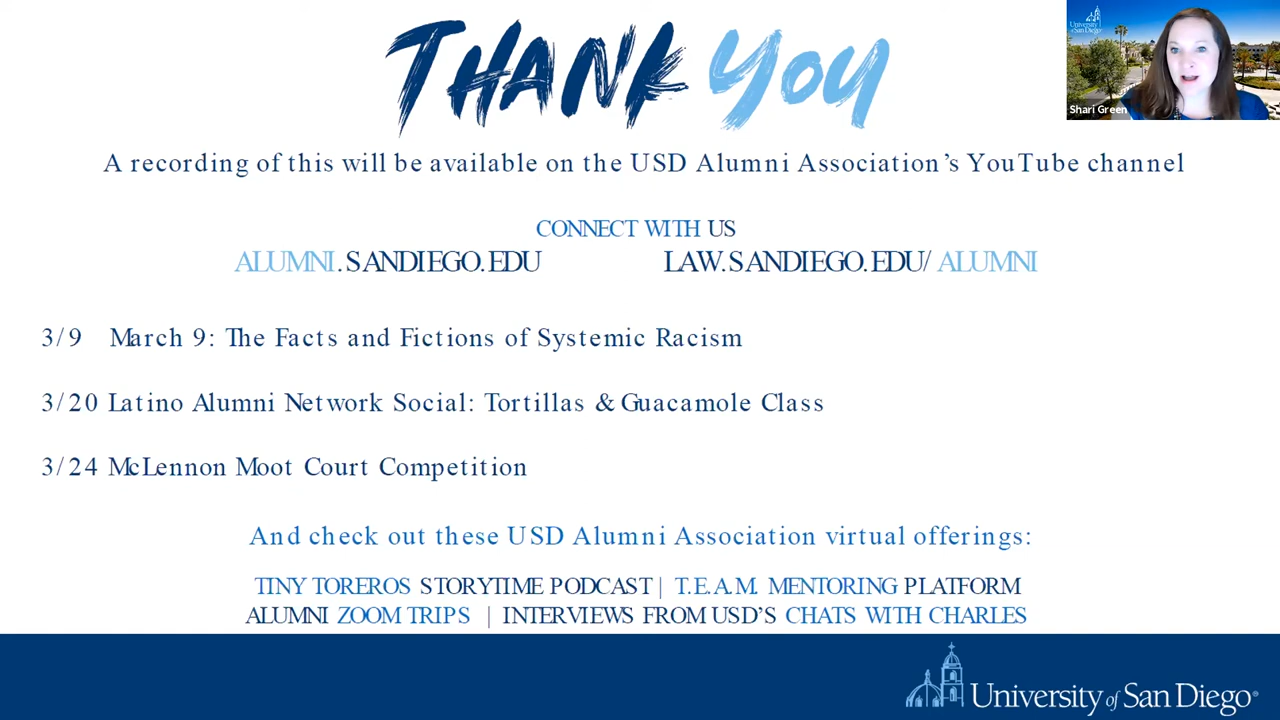 THANK YOU
University of San Diego
Shari Green
A recording of this will be available on the USD Alumni Association’s YouTube channel
CONNECT WITH US
ALUMNI.SANDIEGO.EDU
LAW.SANDIEGO.EDU/ALUMNI
3/9 March 9: The Facts and Fictions of Systemic Racism
3/20 Latino Alumni Network Social: Tortillas & Guacamole Class
3/24 McLennon Moot Court Competition
And check out these USD Alumni Association virtual offerings:
TINY TOREROS STORYTIME PODCAST | T.E.A.M. MENTORING PLATFORM
ALUMNI ZOOM TRIPS | INTERVIEWS FROM USD’S CHATS WITH CHARLES
University of San Diego®